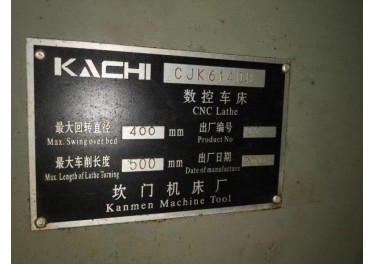 KACHI CJK6140B
数控车床
CNC Lathe
最大回转直径 400 mm 出厂编号
Max. Swing over bed Product No
最大车削长度 500 mm 出厂日期
Max. Length of Lathe Turning Date of manufacture
坎门机床厂
Kanmen Machine Tool